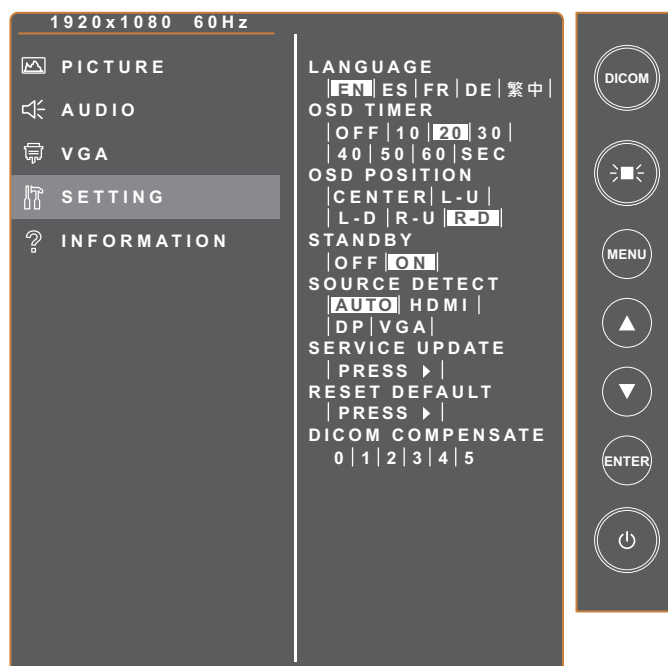 1920x1080 60Hz
PICTURE
AUDIO
VGA
SETTING
INFORMATION
LANGUAGE
|EN|ES|FR|DE|繁中|
OSD TIMER
|OFF|10|20|30|
|40|50|60|SEC
OSD POSITION
|CENTER|L-U|
|L-D|R-U|R-D|
STANDBY
|OFF|ON|
SOURCE DETECT
|AUTO|HDMI|
|DP|VGA|
SERVICE UPDATE
|PRESS ▶|
RESET DEFAULT
|PRESS ▶|
DICOM COMPENSATE
0|1|2|3|4|5
DICOM
MENU
ENTER